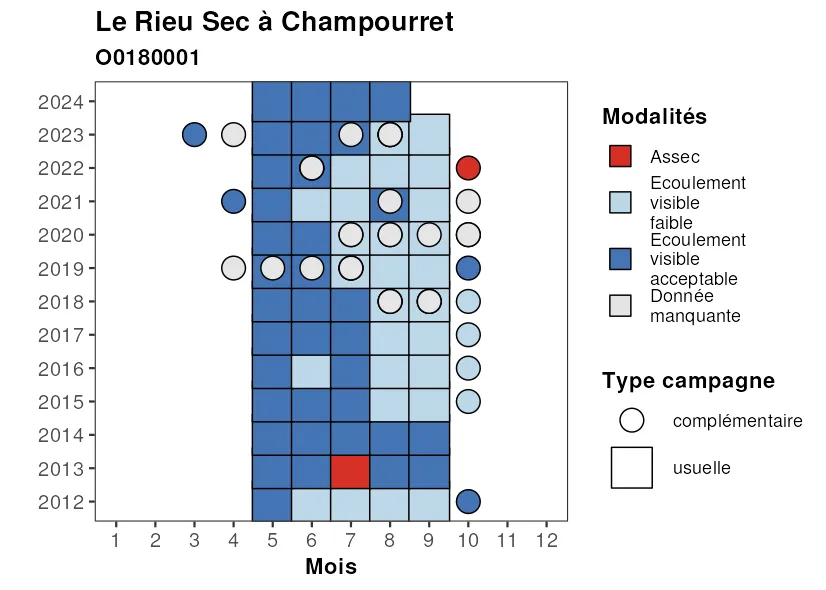 Le Rieu Sec à Champourret
O0180001
2024
2023
2022
2021
2020
2019
2018
2017
2016
2015
2014
2013
2012
1 2 3 4 5 6 7 8 9 10 11 12
Mois
Modalités
Assec
Ecoulement
visible
faible
Ecoulement
visible
acceptable
Donnée
manquante
Type campagne
complémentaire
usuelle